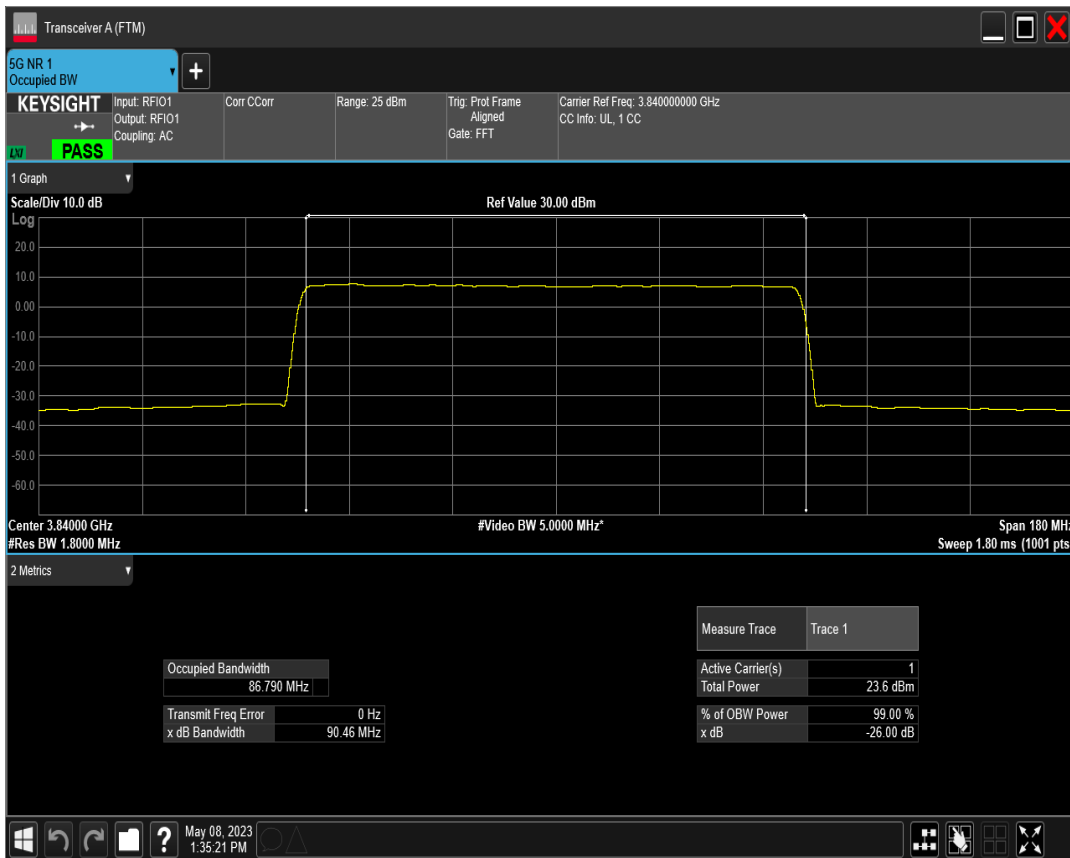 Transceiver A (FTM)
5G NR 1
Occupied BW
+
KEYSIGHT
LXI
PASS
Input: RFIO1
Output: RFIO1
Coupling: AC
Corr CCorr
Range: 25 dBm
Trig: Prot Frame
Aligned
Gate: FFT
Carrier Ref Freq: 3.840000000 GHz
CC Info: UL, 1 CC
1 Graph
Scale/Div 10.0 dB
Ref Value 30.00 dBm
Log
20.0
10.0
0.00
-10.0
-20.0
-30.0
-40.0
-50.0
-60.0
Center 3.84000 GHz
#Video BW 5.0000 MHz*
Span 180 MHz
#Res BW 1.8000 MHz
Sweep 1.80 ms (1001 pts
2 Metrics
Measure Trace Trace 1
Occupied Bandwidth
86.790 MHz
Active Carrier(s) 1
Total Power 23.6 dBm
Transmit Freq Error 0 Hz
x dB Bandwidth 90.46 MHz
% of OBW Power 99.00 %
x dB -26.00 dB
?
May 08, 2023
1:35:21 PM